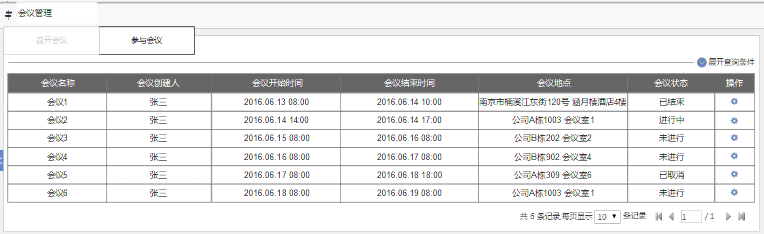 会议管理
召开会议 参与会议
展开查询条件
会议名称 会议创建人 会议开始时间 会议结束时间 会议地点 会议状态 操作
会议1 张三 2016.06.13 08:00 2016.06.14 10:00 南京市楠溪江东街120号 涵月楼酒店4楼 已结束
会议2 张三 2016.06.14 14:00 2016.06.14 17:00 公司A栋1003 会议室1 进行中
会议3 张三 2016.06.15 08:00 2016.06.16 08:00 公司B栋202 会议室2 未进行
会议4 张三 2016.06.16 08:00 2016.06.17 08:00 公司B栋902 会议室4 未进行
会议5 张三 2016.06.17 08:00 2016.06.18 18:00 公司A栋309 会议室6 已取消
会议6 张三 2016.06.18 08:00 2016.06.19 08:00 公司A栋1003 会议室1 未进行
共 6 条记录,每页显示 10 条记录 1 / 1